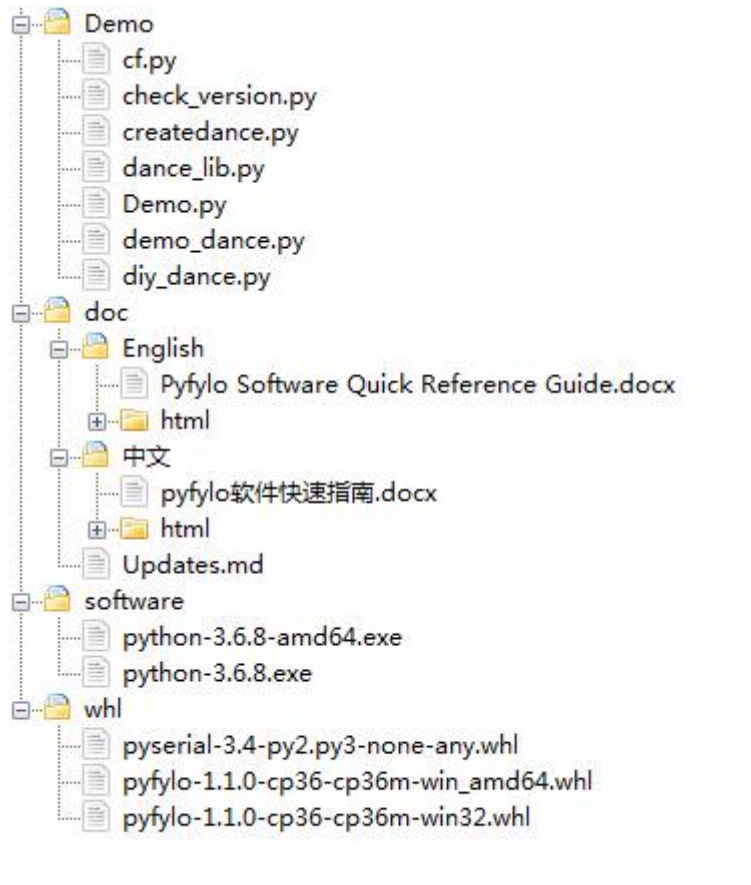 Demo
cf.py
check_version.py
createdance.py
dance_lib.py
Demo.py
demo_dance.py
diy_dance.py
doc
English
Pyfylo Software Quick Reference Guide.docx
html
中文
pyfylo软件快速指南.docx
html
Updates.md
software
python-3.6.8-amd64.exe
python-3.6.8.exe
whl
pyserial-3.4-py2.py3-none-any.whl
pyfylo-1.1.0-cp36-cp36m-win_amd64.whl
pyfylo-1.1.0-cp36-cp36m-win32.whl